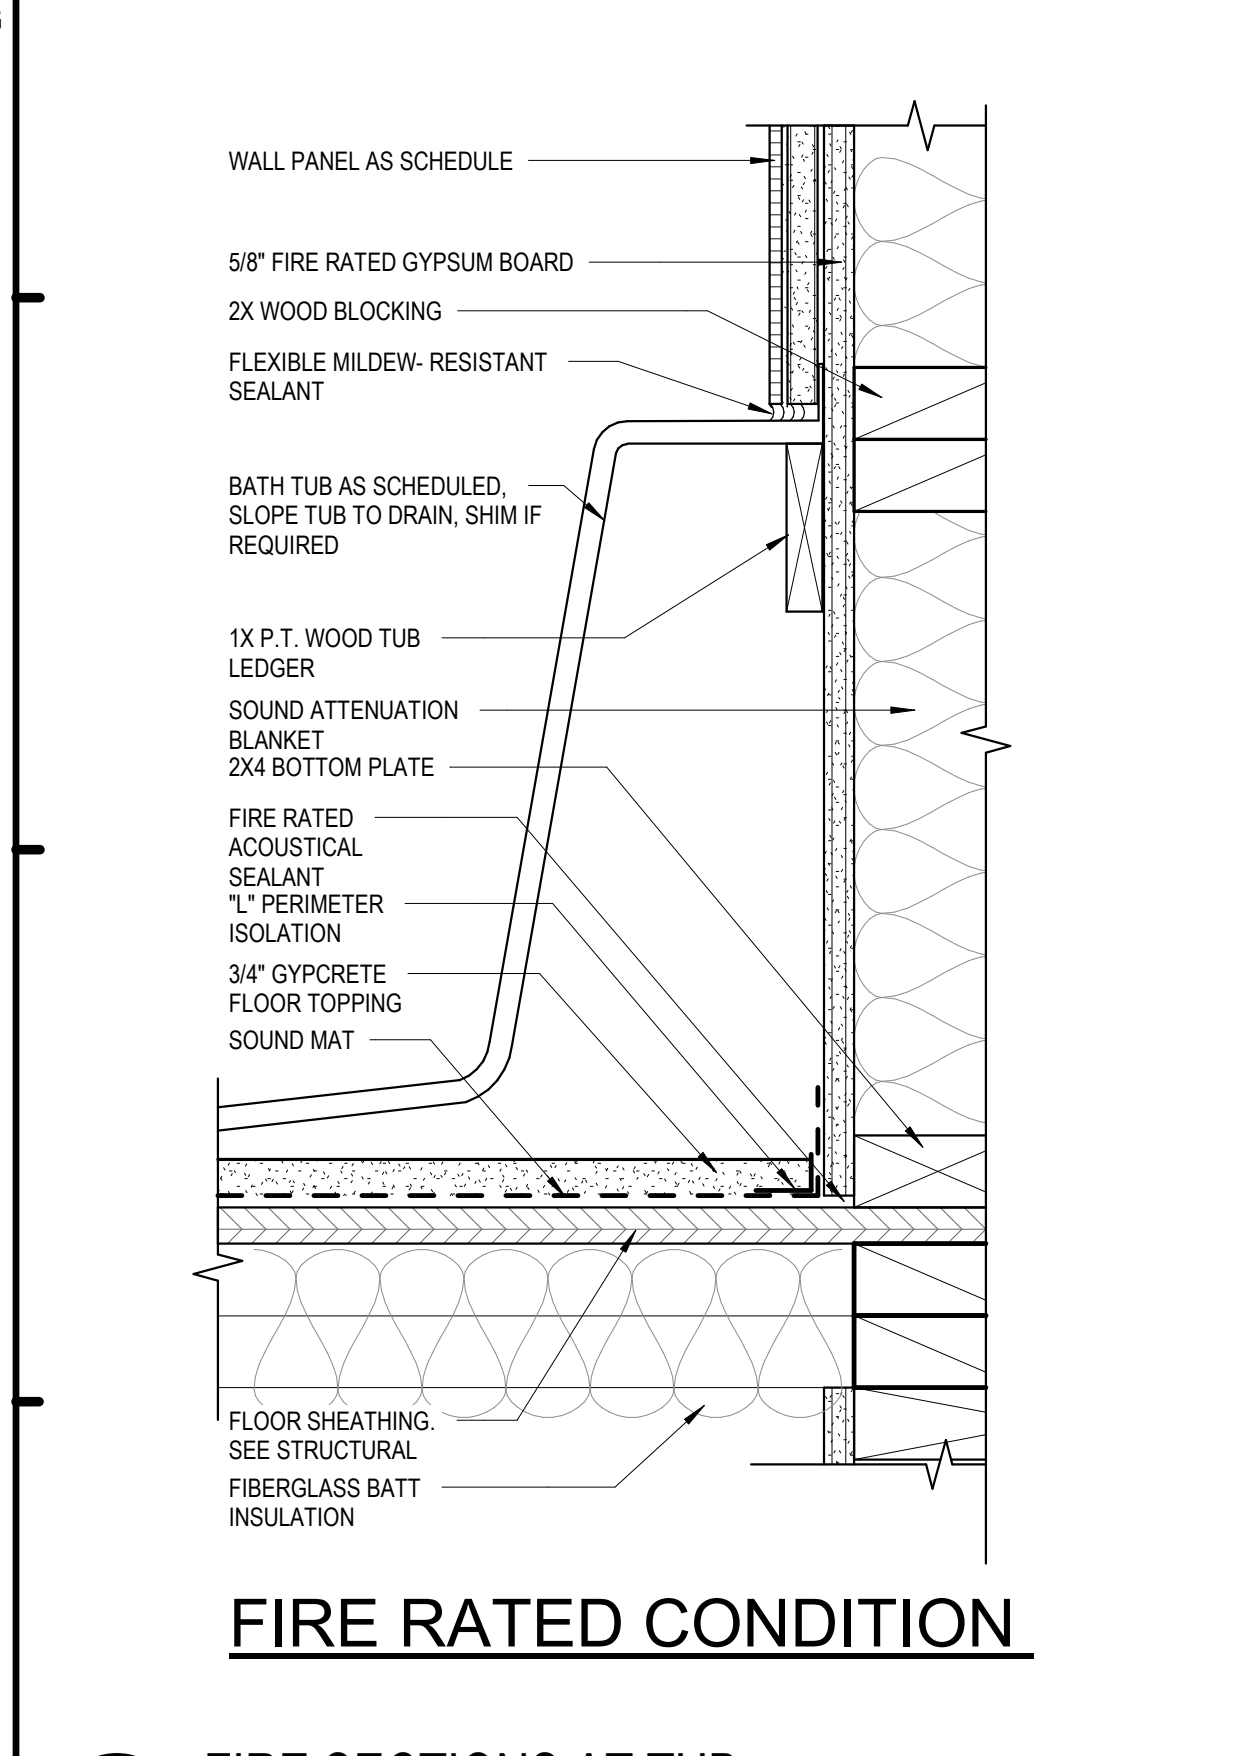 WALL PANEL AS SCHEDULE
5/8" FIRE RATED GYPSUM BOARD
2X WOOD BLOCKING
FLEXIBLE MILDEW- RESISTANT
SEALANT
BATH TUB AS SCHEDULED,
SLOPE TUB TO DRAIN, SHIM IF
REQUIRED
1X P.T. WOOD TUB
LEDGER
SOUND ATTENUATION
BLANKET
2X4 BOTTOM PLATE
FIRE RATED
ACOUSTICAL
SEALANT
"L" PERIMETER
ISOLATION
3/4" GYPCRETE
FLOOR TOPPING
SOUND MAT
FLOOR SHEATHING.
SEE STRUCTURAL
FIBERGLASS BATT
INSULATION
FIRE RATED CONDITION